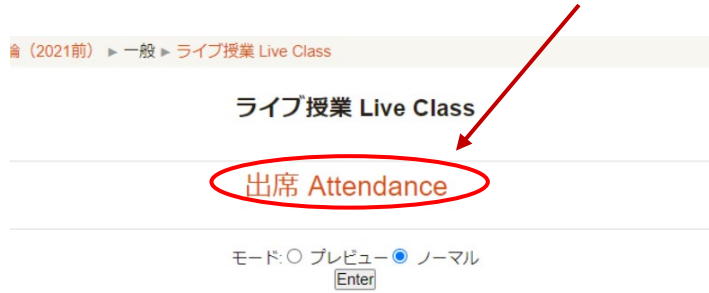 論（2021前） ▶ 一般 ▶ ライブ授業 Live Class
ライブ授業 Live Class
出席 Attendance
モード: プレビュー ノーマル
Enter